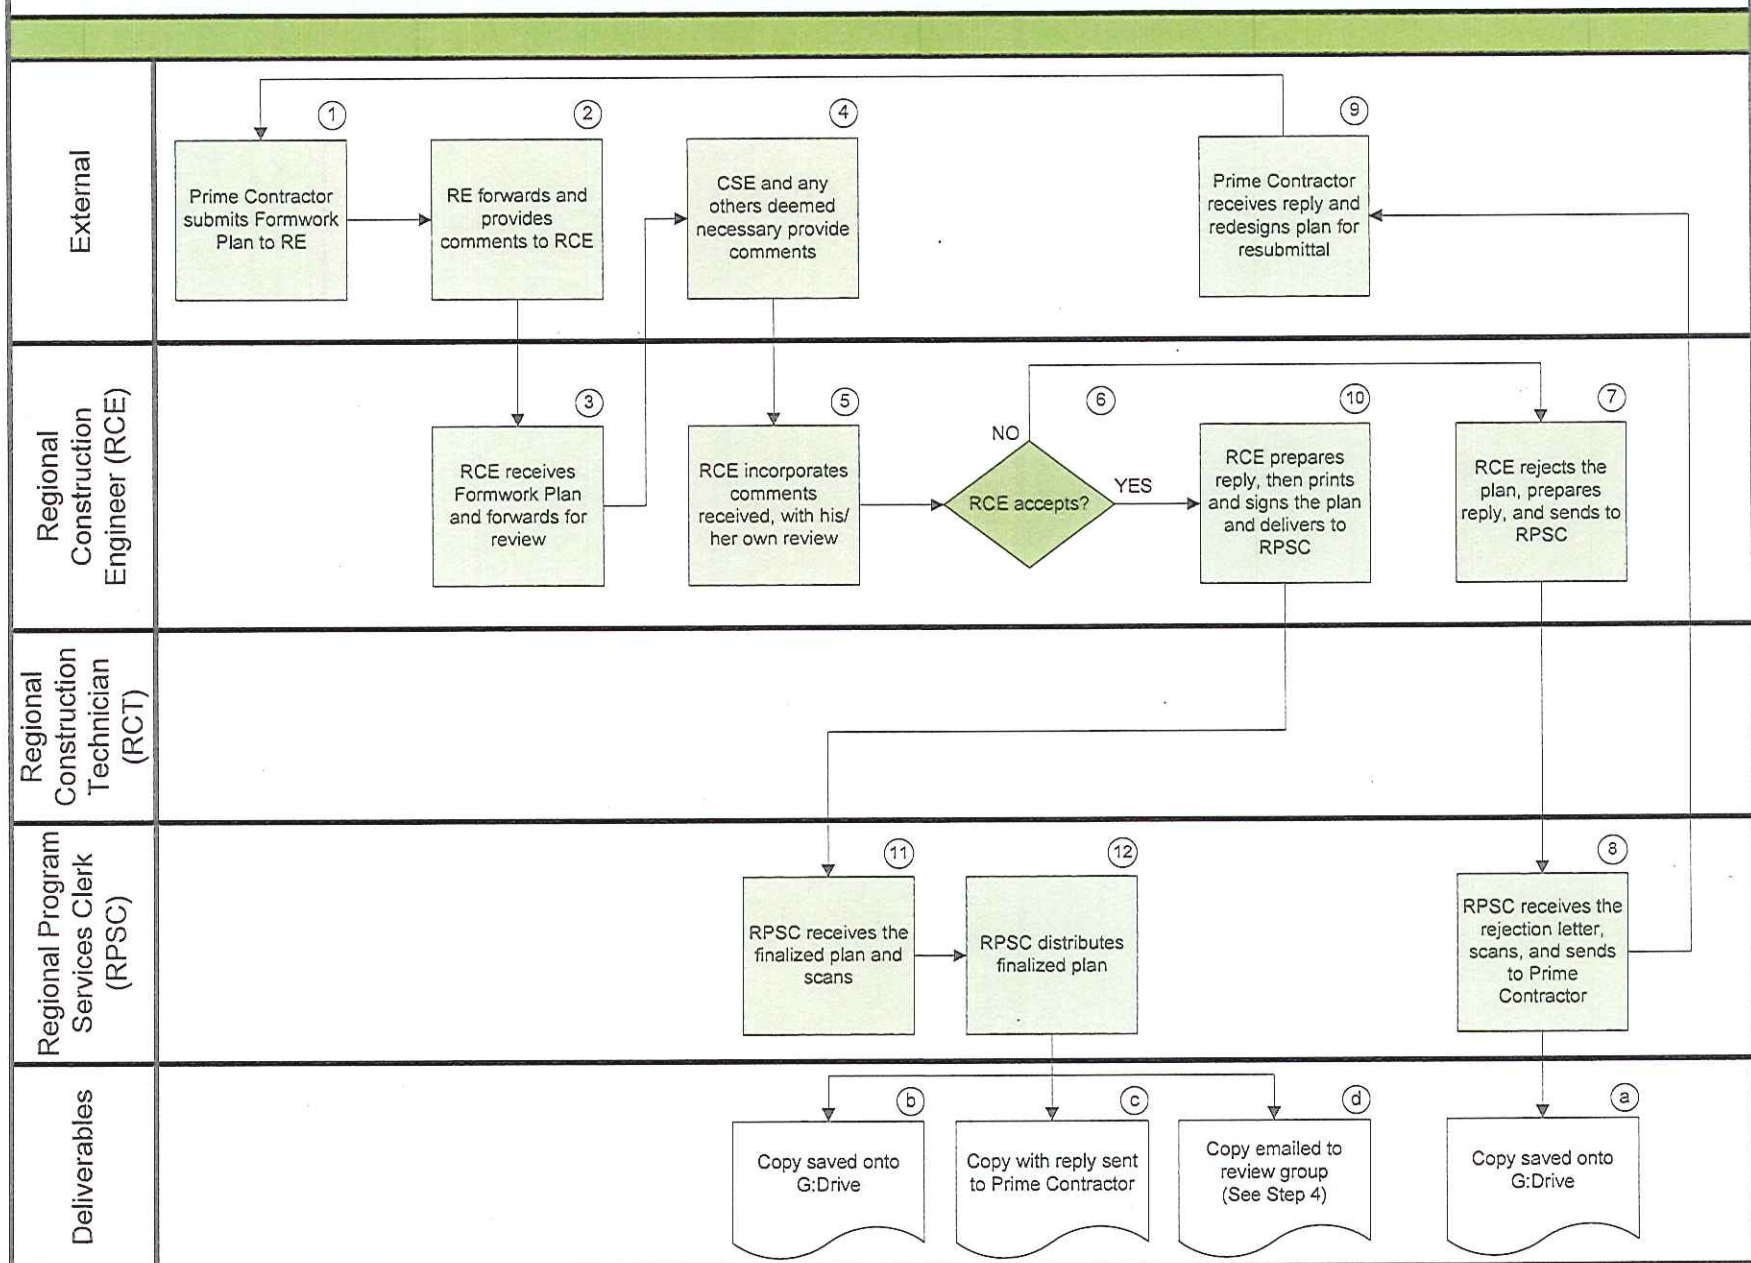 External
1
Prime Contractor
submits Formwork
Plan to RE
2
RE forwards and
provides
comments to RCE
4
CSE and any
others deemed
necessary provide
comments
9
Prime Contractor
receives reply and
redesigns plan for
resubmittal
Regional
Construction
Engineer (RCE)
3
RCE receives
Formwork Plan
and forwards for
review
5
RCE incorporates
comments
received, with his/
her own review
6
NO
RCE accepts?
YES
10
RCE prepares
reply, then prints
and signs the plan
and delivers to
RPSC
7
RCE rejects the
plan, prepares
reply, and sends to
RPSC
Regional
Construction
Technician
(RCT)
Regional Program
Services Clerk
(RPSC)
11
RPSC receives the
finalized plan and
scans
12
RPSC distributes
finalized plan
8
RPSC receives the
rejection letter,
scans, and sends
to Prime
Contractor
Deliverables
b
Copy saved onto
G:Drive
c
Copy with reply sent
to Prime Contractor
d
Copy emailed to
review group
(See Step 4)
a
Copy saved onto
G:Drive